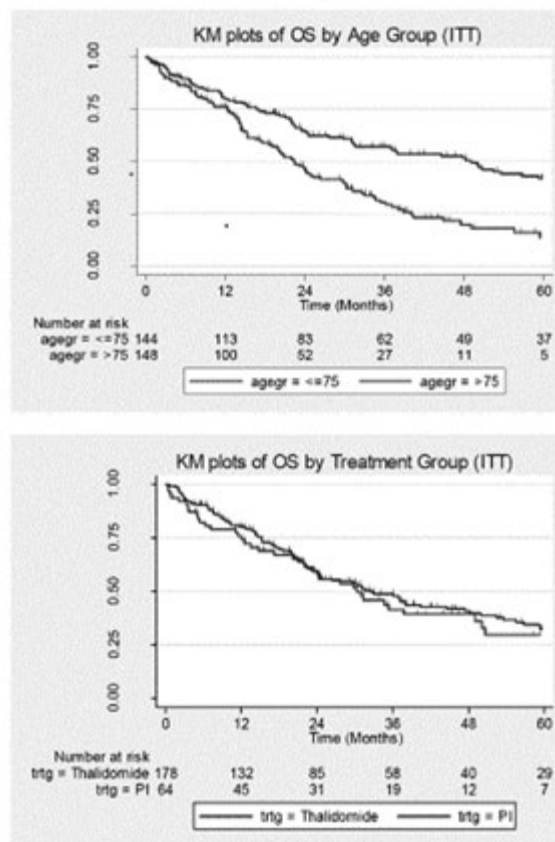 KM plots of OS by Age Group (ITT)
1.00
0.75
0.50
0.25
0.00
0 12 24 36 48 60
Time (Months)
Number at risk
agegr = <=75 144 113 83 62 49 37
agegr = >75 148 100 52 27 11 5
agegr = <=75 agegr = >75
KM plots of OS by Treatment Group (ITT)
1.00
0.75
0.50
0.25
0.00
0 12 24 36 48 60
Time (Months)
Number at risk
trtg = Thalidomide 178 132 85 58 40 29
trtg = PI 64 45 31 19 12 7
trtg = Thalidomide trtg = PI